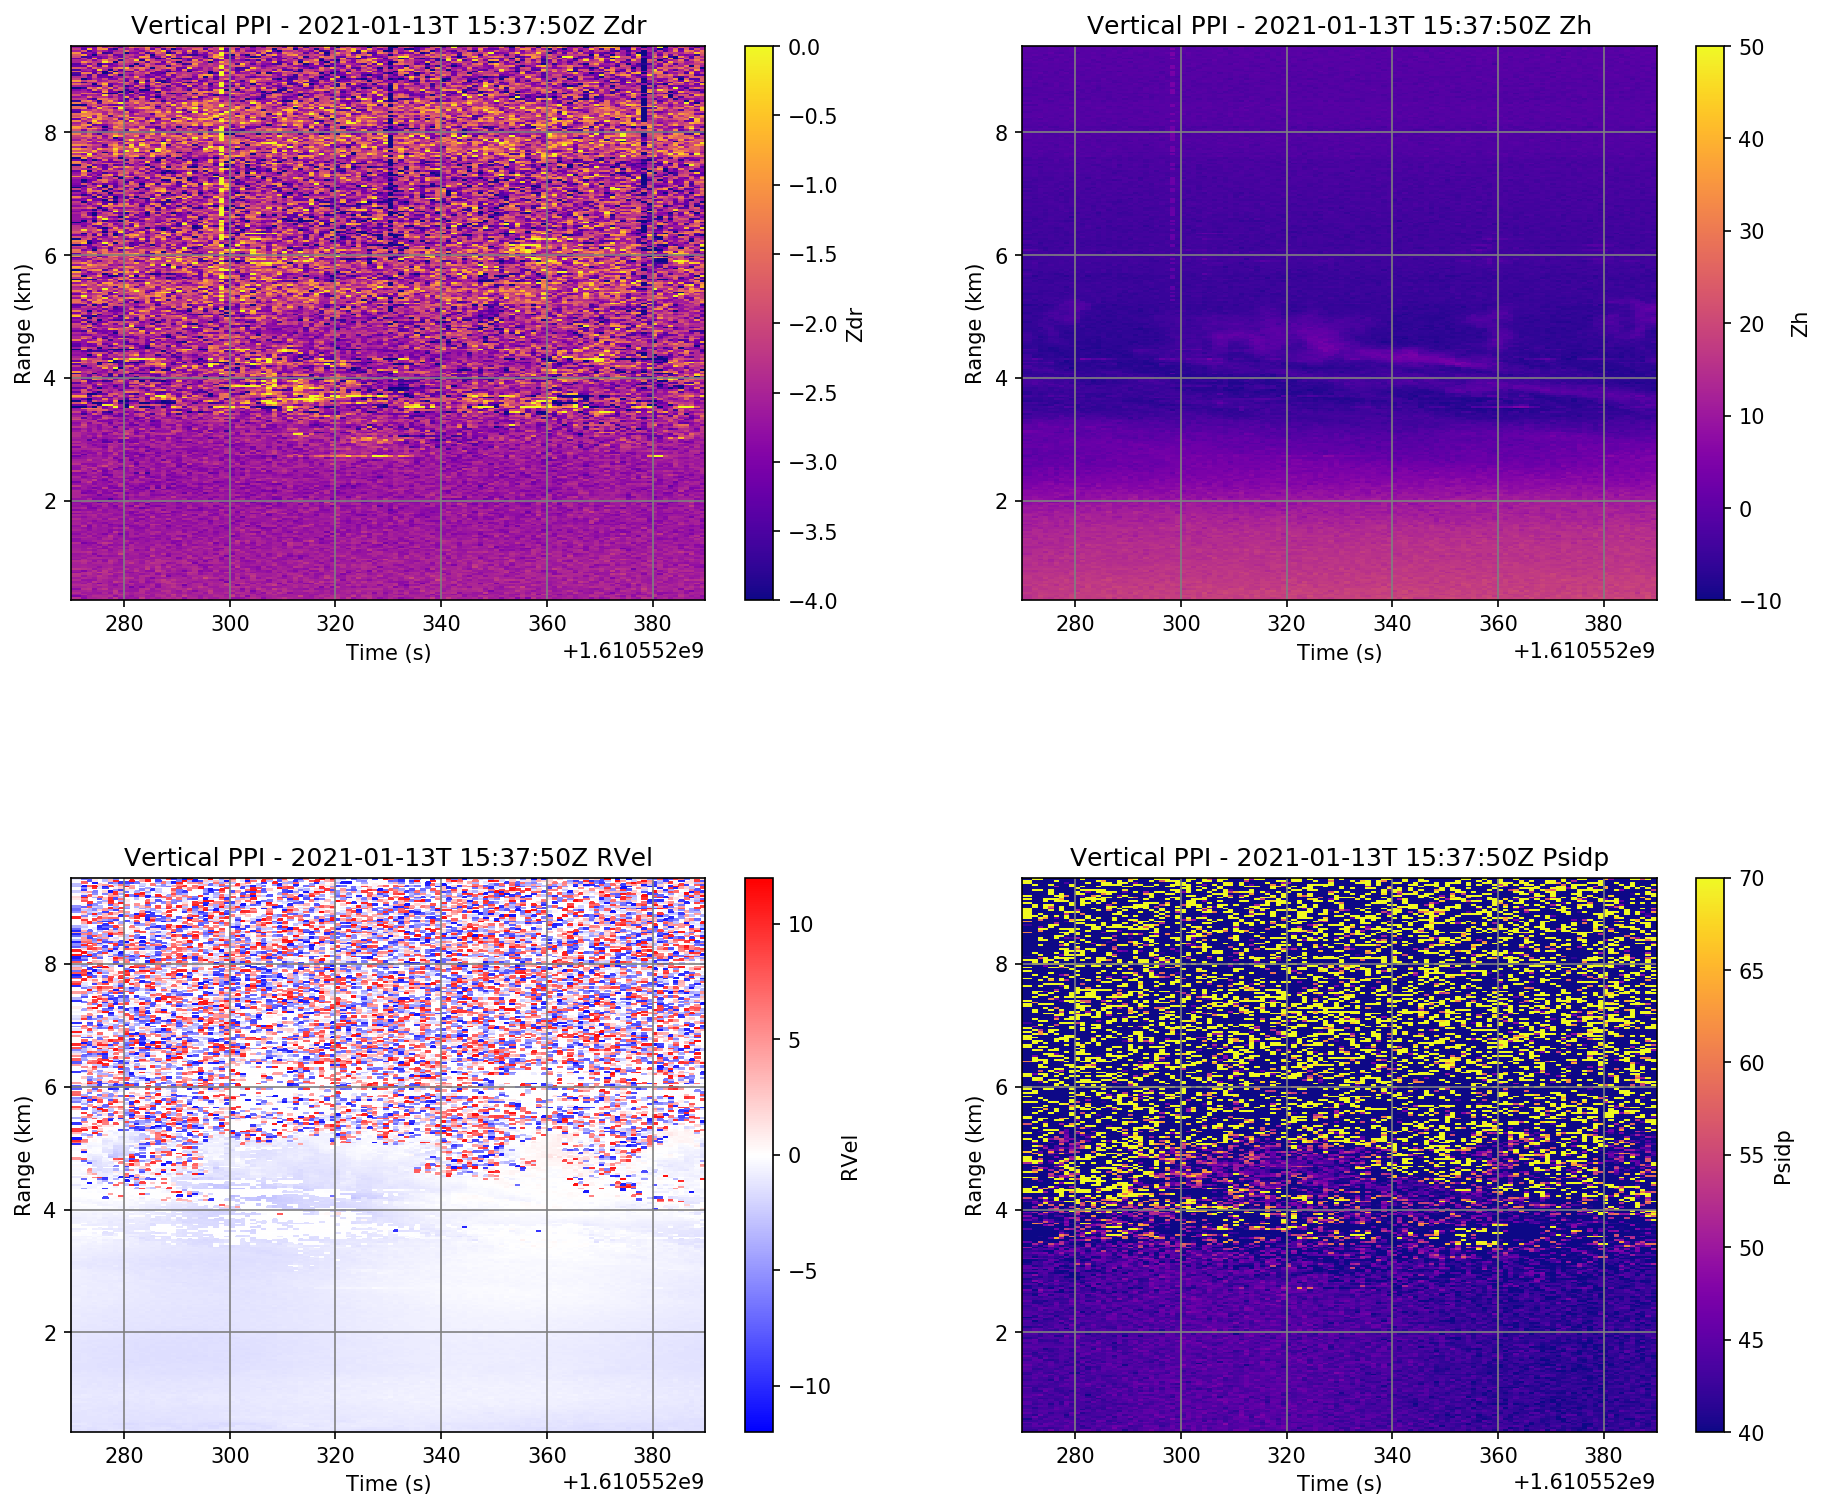 Vertical PPI - 2021-01-13T 15:37:50Z Zdr
0.0
−0.5
−1.0
−1.5
−2.0
−2.5
−3.0
−3.5
−4.0
Zdr
8
6
4
2
Range (km)
280 300 320 340 360 380
Time (s)
+1.610552e9
Vertical PPI - 2021-01-13T 15:37:50Z Zh
50
40
30
20
10
0
−10
Zh
8
6
4
2
Range (km)
280 300 320 340 360 380
Time (s)
+1.610552e9
Vertical PPI - 2021-01-13T 15:37:50Z RVel
10
5
0
−5
−10
RVel
8
6
4
2
Range (km)
280 300 320 340 360 380
Time (s)
+1.610552e9
Vertical PPI - 2021-01-13T 15:37:50Z Psidp
70
65
60
55
50
45
40
Psidp
8
6
4
2
Range (km)
280 300 320 340 360 380
Time (s)
+1.610552e9